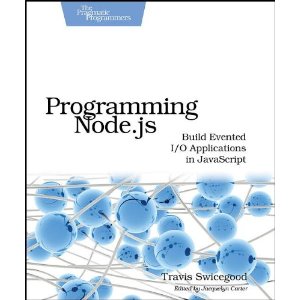 The
Pragmatic
Programmers
Programming
Node.js
Build Evented
I/O Applications
in JavaScript
Travis Swicegood
Edited by Jacquelyn Carter